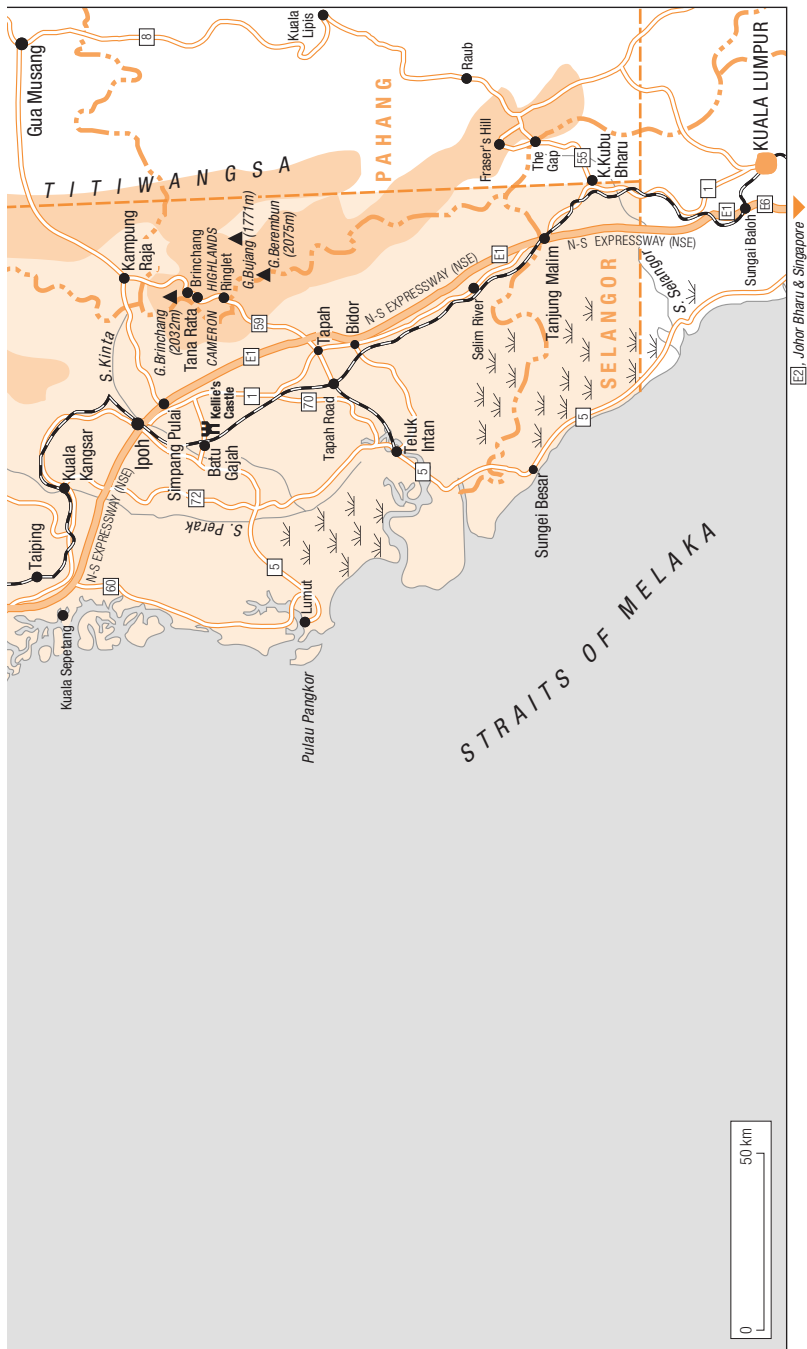 Gua Musang
8
Kuala
Lipis
Raub
PAHANG
TITIWANGSA
Fraser's Hill
The
Gap
55
K.Kubu
Bharu
KUALA LUMPUR
1
E1
E6
Sungai Baloh
E2, Johor Bharu & Singapore
Kampung
Raja
Brinchang
HIGHLANDS
Ringlet
G.Bujang (1771m)
G.Berembun
(2075m)
G.Brinchang
(2032m)
Tana Rata
CAMERON
59
S.Kinta
E1
Tapah
Bidor
N-S EXPRESSWAY (NSE)
E1
Selim River
Tanjung Malim
N-S EXPRESSWAY (NSE)
SELANGOR
S. Selangor
Kuala
Kangsar
Ipoh
Simpang Pulai
Batu
Gajah
Kellie's
Castle
1
70
Tapah Road
Teluk
Intan
5
5
Sungei Besar
Taiping
N-S EXPRESSWAY (NSE)
72
S. Perak
5
60
Kuala Sepetang
Lumut
Pulau Pangkor
STRAITS OF MELAKA
0
50 km